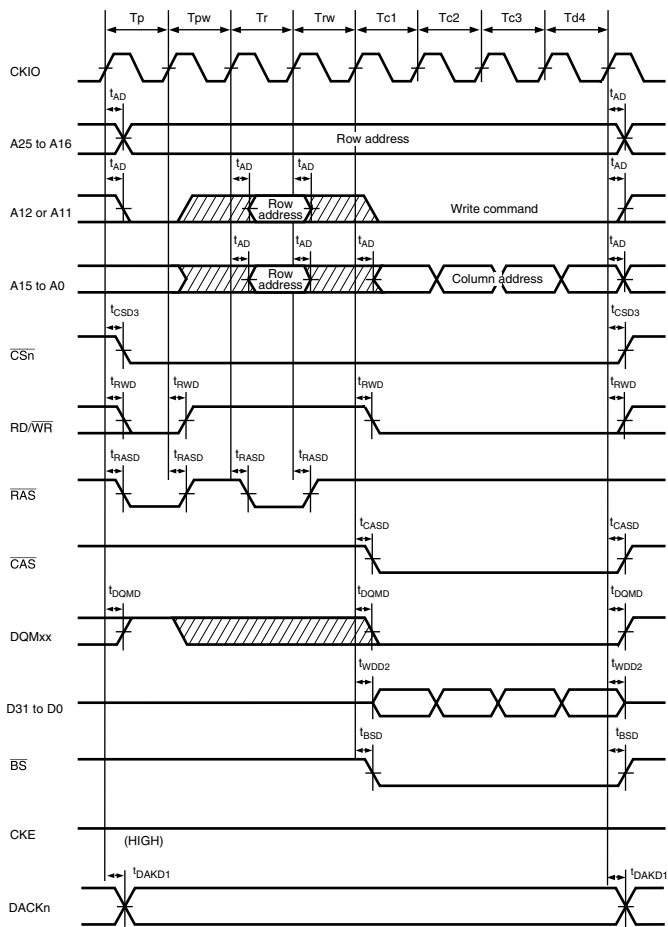 Tp Tpw Tr Trw Tc1 Tc2 Tc3 Td4
CKIO
tAD tAD
A25 to A16 Row address
tAD tAD tAD tAD
A12 or A11 Row address Write command
tAD tAD tAD tAD
A15 to A0 Row address Column address
tCSD3 tCSD3
CSn
tRWD tRWD tRWD tRWD
RD/WR
tRASD tRASD tRASD tRASD
RAS
tCASD tCASD
CAS
tDQMD tDQMD tDQMD
DQMxx
tWDD2 tWDD2
D31 to D0
tBSD tBSD
BS
CKE
(HIGH)
tDAKD1 tDAKD1
DACKn